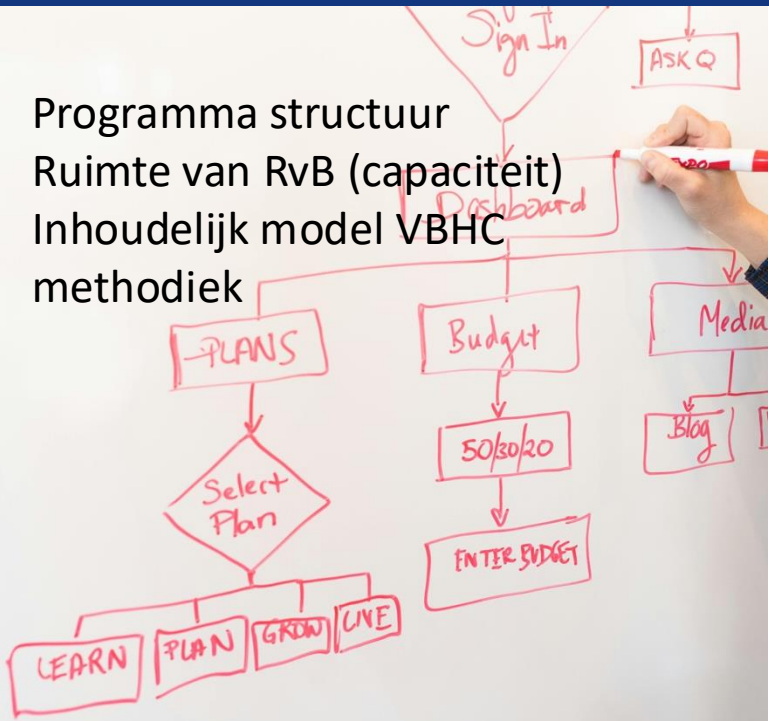 Programma structuur
Ruimte van RvB (capaciteit)
Inhoudelijk model VBHC
methodiek
Sign In
ASK Q
EXPO
Dashboard
PLANS
Budget
Media
Select
Plan
50/30/20
Blog
ENTER BUDGET
LEARN
PLAN
GROW
LIVE